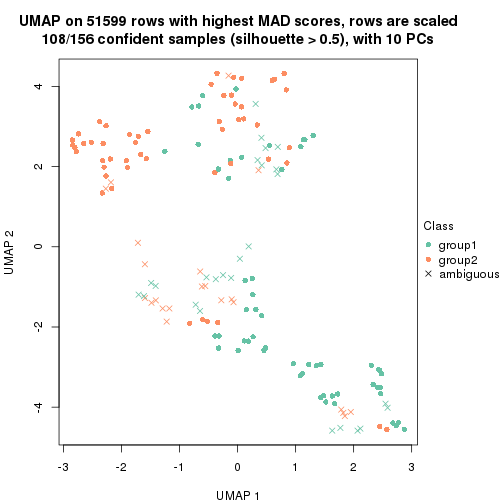 UMAP on 51599 rows with highest MAD scores, rows are scaled
108/156 confident samples (silhouette > 0.5), with 10 PCs
4
2
0
-2
-4
UMAP 2
-3
-2
-1
0
1
2
3
UMAP 1
Class
group1
group2
ambiguous